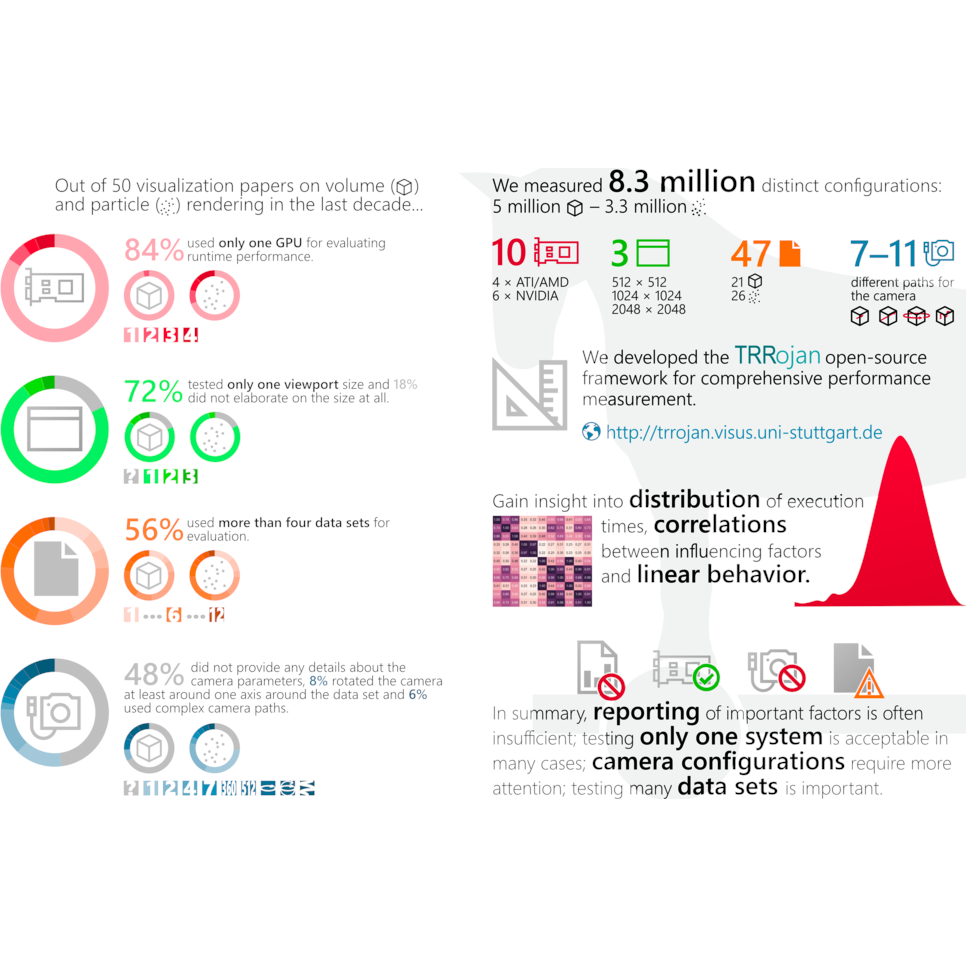 Out of 50 visualization papers on volume ( )
and particle ( ) rendering in the last decade...
84% used only one GPU for evaluating
runtime performance.
1 2 3 4
72% tested only one viewport size and 18%
did not elaborate on the size at all.
? 1 2 3
56% used more than four data sets for
evaluation.
1 ••• 6 ••• 12
48% did not provide any details about the
camera parameters, 8% rotated the camera
at least around one axis around the data set and 6%
used complex camera paths.
? 1 2 4 7 360 512
We measured 8.3 million distinct configurations:
5 million – 3.3 million .
10
4 × ATI/AMD
6 × NVIDIA
3
512 × 512
1024 × 1024
2048 × 2048
47
21
26
7–11
different paths for
the camera
We developed the TRRojan open-source
framework for comprehensive performance
measurement.
http://trrojan.visus.uni-stuttgart.de
Gain insight into distribution of execution
times, correlations
between influencing factors
and linear behavior.
In summary, reporting of important factors is often
insufficient; testing only one system is acceptable in
many cases; camera configurations require more
attention; testing many data sets is important.